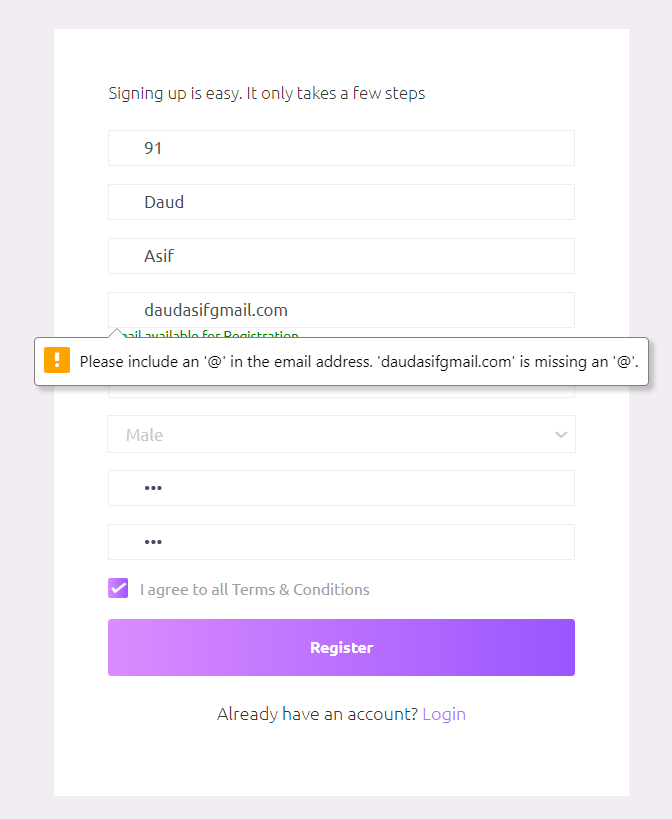 Signing up is easy. It only takes a few steps
91
Daud
Asif
daudasifgmail.com
available for Registration
Please include an '@' in the email address. 'daudasifgmail.com' is missing an '@'.
Male
•••
•••
I agree to all Terms & Conditions
Register
Already have an account? Login